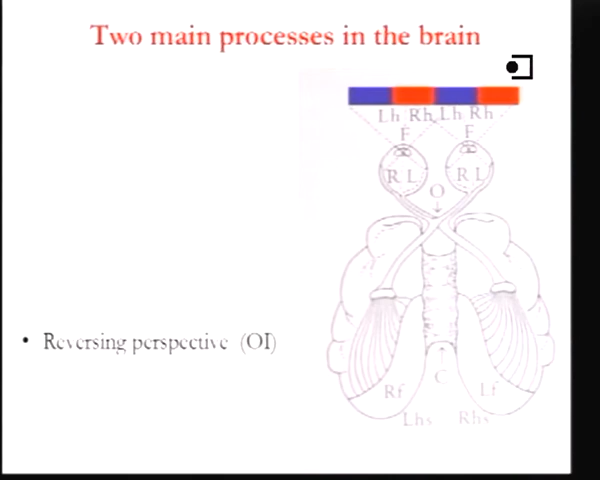 Two main processes in the brain
Lh Rh Lh Rh
F F
R L R L
O
• Reversing perspective (OI)
C
Rf Lf
Lhs Rhs